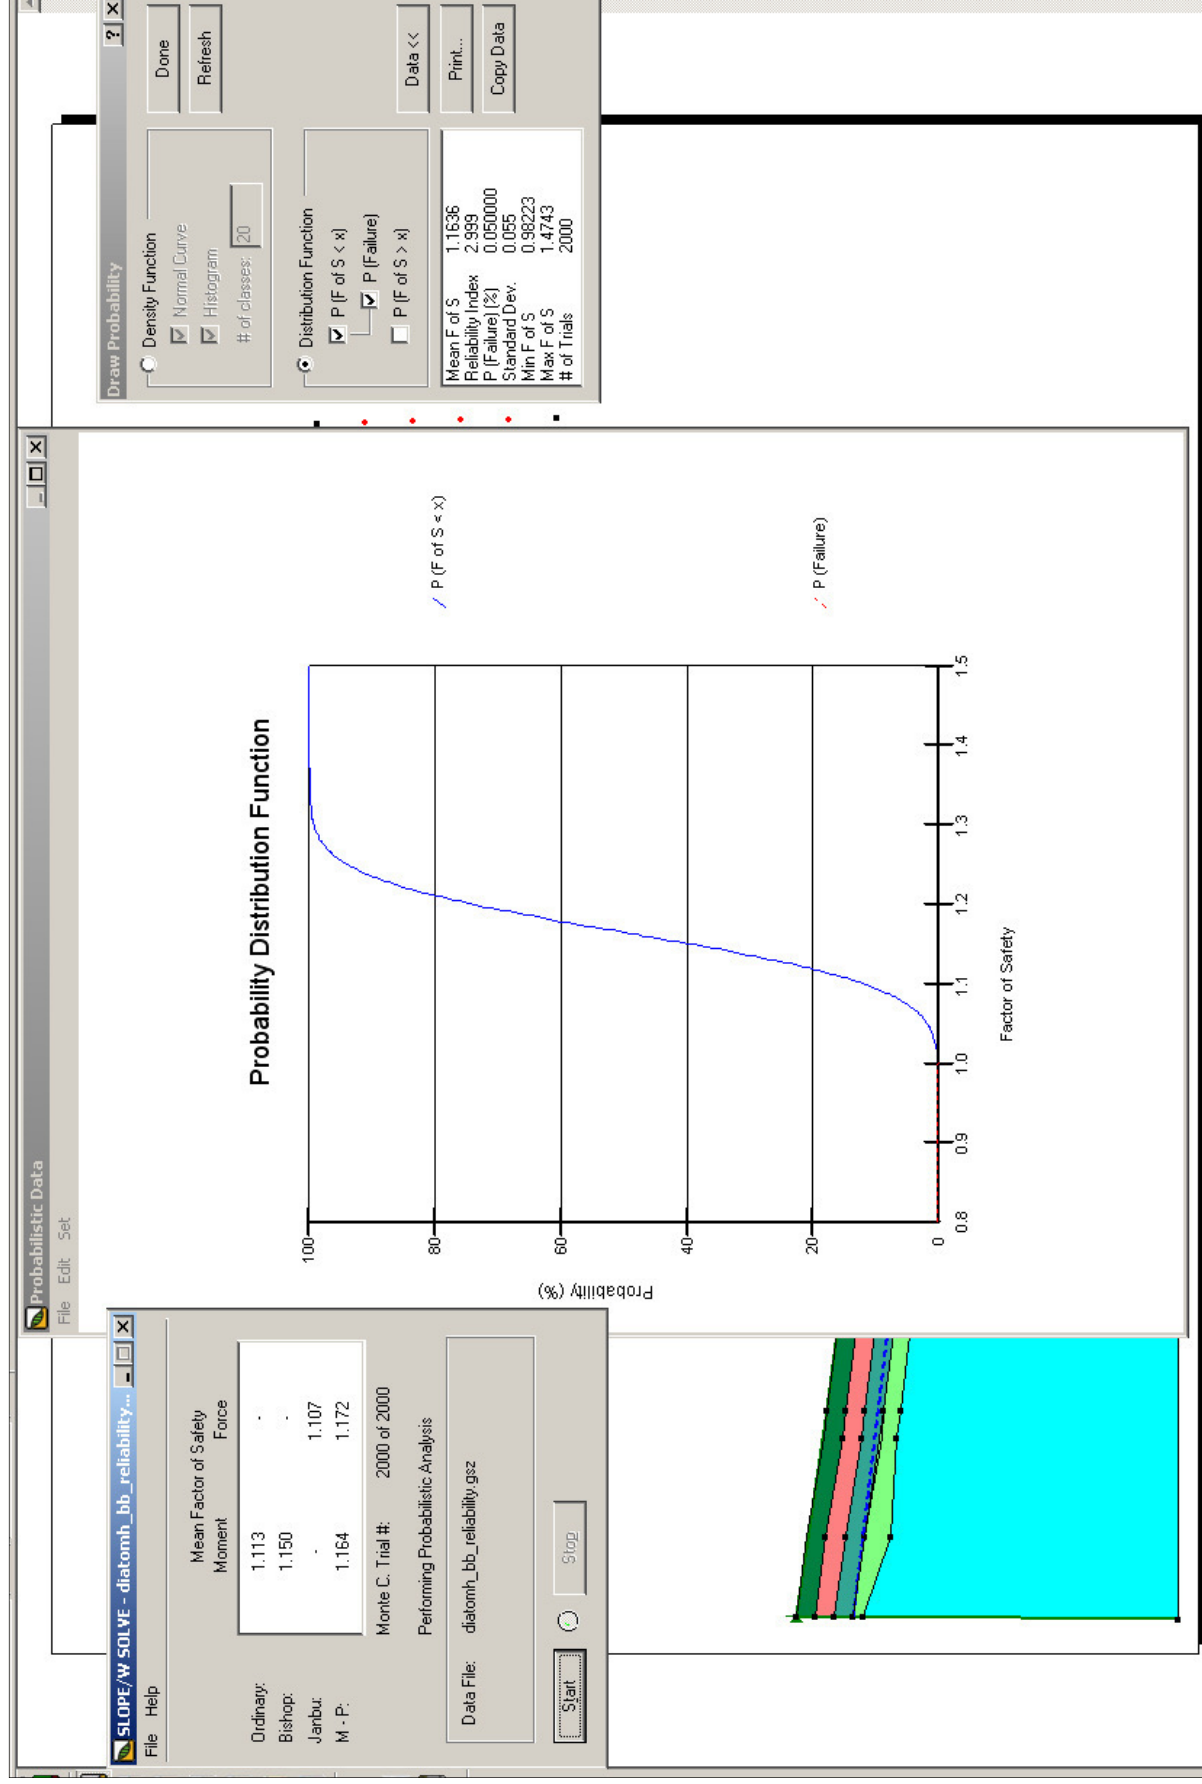 SLOPE/W SOLVE - diatomh_bb_reliability...
File Help
Mean Factor of Safety
Moment Force
Ordinary: 1.113 -
Bishop: 1.150 -
Janbu: - 1.107
M - P: 1.164 1.172
Monte C. Trial #: 2000 of 2000
Performing Probabilistic Analysis
Data File: diatomh_bb_reliability.gsz
Start Stop
Probabilistic Data
File Edit Set
Probability Distribution Function
100
80
60
40
20
0
Probability (%)
0.8 0.9 1.0 1.1 1.2 1.3 1.4 1.5
Factor of Safety
P (F of S < x)
P (Failure)
Draw Probability
Density Function
Normal Curve
Histogram
# of classes: 20
Distribution Function
P (F of S < x)
P (Failure)
P (F of S > x)
Done
Refresh
Data <<
Print...
Copy Data
Mean F of S 1.1636
Reliability Index 2.999
P (Failure) (%) 0.050000
Standard Dev. 0.055
Min F of S 0.98223
Max F of S 1.4743
# of Trials 2000